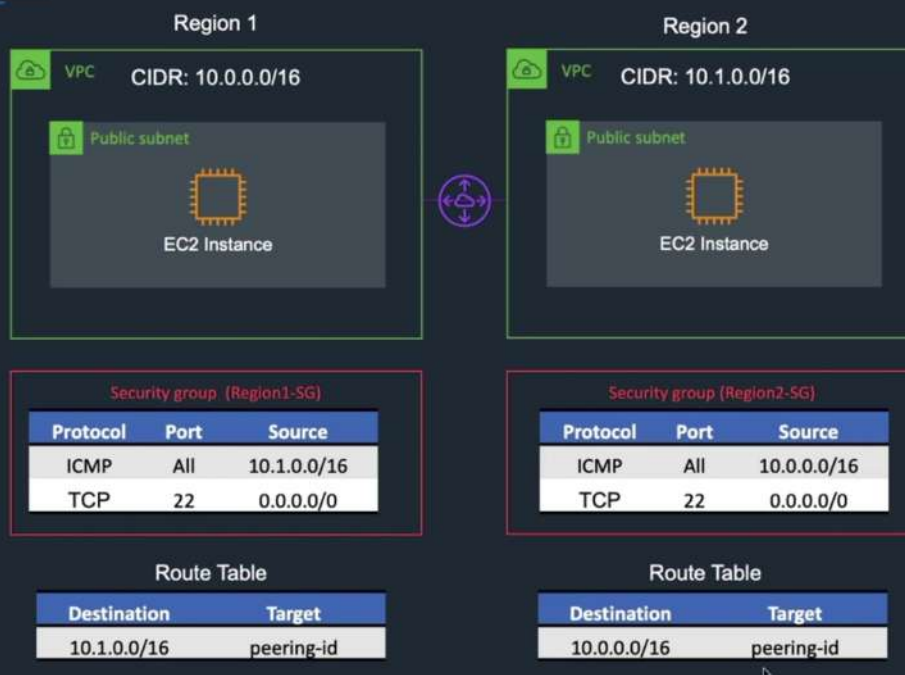 Region 1
VPC CIDR: 10.0.0.0/16
Public subnet
EC2 Instance
Region 2
VPC CIDR: 10.1.0.0/16
Public subnet
EC2 Instance
Security group (Region1-SG)
Protocol Port Source
ICMP All 10.1.0.0/16
TCP 22 0.0.0.0/0
Security group (Region2-SG)
Protocol Port Source
ICMP All 10.0.0.0/16
TCP 22 0.0.0.0/0
Route Table
Destination Target
10.1.0.0/16 peering-id
Route Table
Destination Target
10.0.0.0/16 peering-id